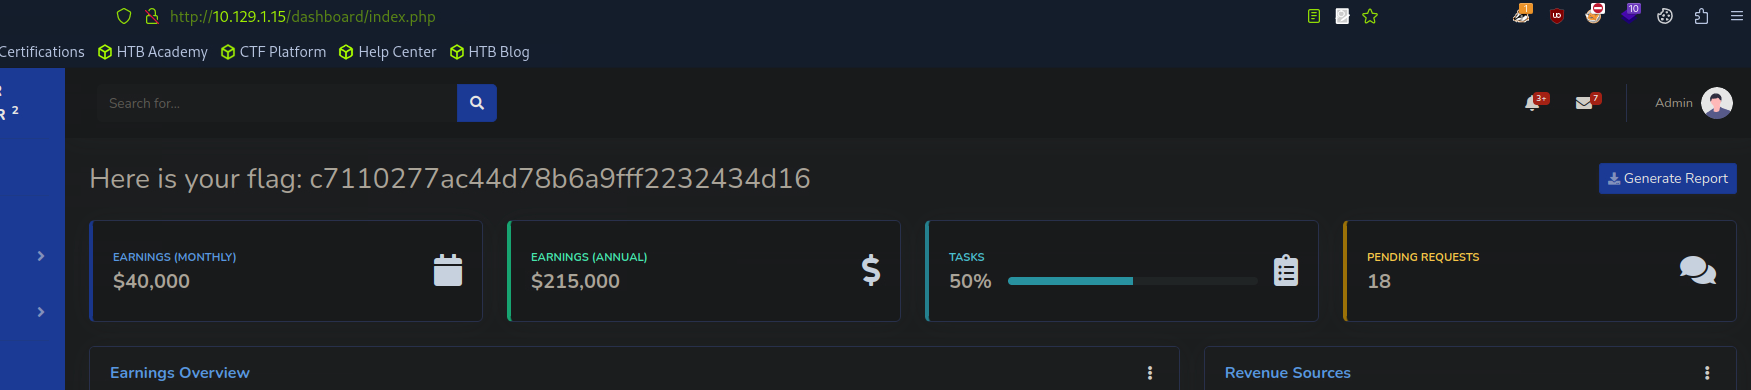 http://10.129.1.15/dashboard/index.php
1
10
Certifications HTB Academy CTF Platform Help Center HTB Blog
R 2
Search for...
3+
7
Admin
Here is your flag: c7110277ac44d78b6a9fff2232434d16
Generate Report
EARNINGS (MONTHLY)
$40,000
EARNINGS (ANNUAL)
$215,000
TASKS
50%
PENDING REQUESTS
18
Earnings Overview
Revenue Sources